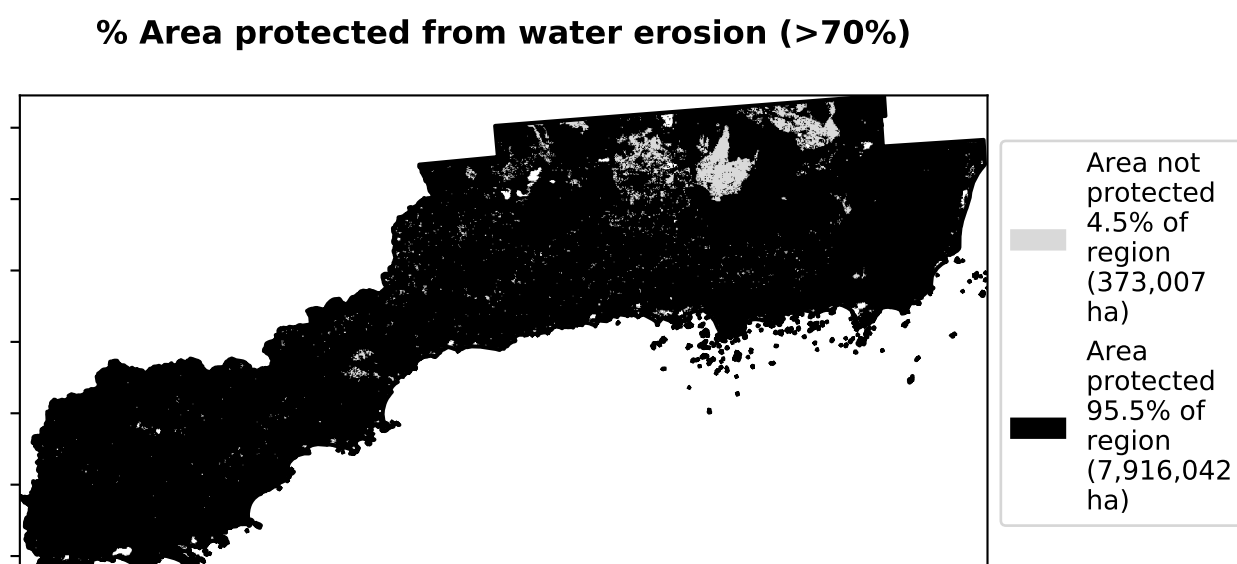 % Area protected from water erosion (>70%)
Area not
protected
4.5% of
region
(373,007
ha)
Area
protected
95.5% of
region
(7,916,042
ha)